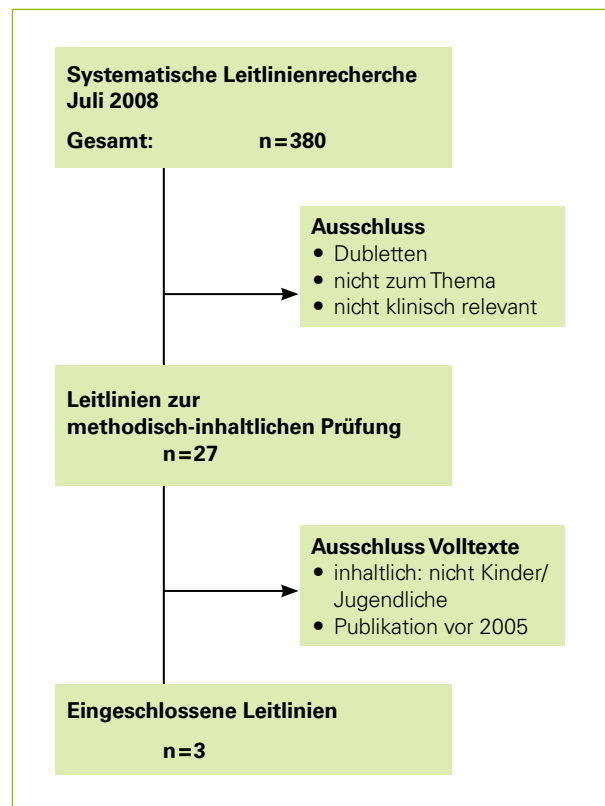 Systematische Leitlinienrecherche
Juli 2008
Gesamt: n=380
Ausschluss
• Dubletten
• nicht zum Thema
• nicht klinisch relevant
Leitlinien zur
methodisch-inhaltlichen Prüfung
n=27
Ausschluss Volltexte
• inhaltlich: nicht Kinder/
Jugendliche
• Publikation vor 2005
Eingeschlossene Leitlinien
n=3